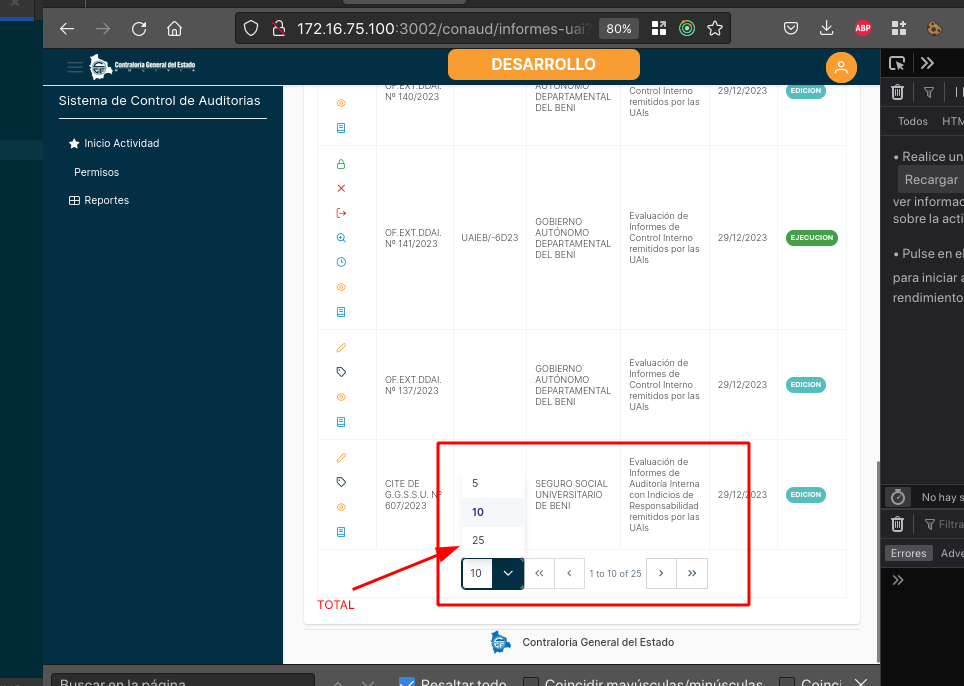 172.16.75.100:3002/conaud/informes-uai?
80%
ABP
Contraloría General del Estado
B O L I V I A
DESARROLLO
Sistema de Control de Auditorias
Inicio Actividad
Permisos
Reportes
OF.EXT.DDAI.
Nº 140/2023
AUTÓNOMO
DEPARTAMENTAL
DEL BENI
Control Interno
remitidos por las
UAIs
29/12/2023
EDICION
OF.EXT.DDAI.
Nº 141/2023
UAIEB/-6D23
GOBIERNO
AUTÓNOMO
DEPARTAMENTAL
DEL BENI
Evaluación de
Informes de
Control Interno
remitidos por las
UAIs
29/12/2023
EJECUCION
OF.EXT.DDAI.
Nº 137/2023
GOBIERNO
AUTÓNOMO
DEPARTAMENTAL
DEL BENI
Evaluación de
Informes de
Control Interno
remitidos por las
UAIs
29/12/2023
EDICION
CITE DE
G.G.S.S.U. Nº
607/2023
SEGURO SOCIAL
UNIVERSITARIO
DE BENI
Evaluación de
Informes de
Auditoría Interna
con Indicios de
Responsabilidad
remitidos por las
UAIs
29/12/2023
EDICION
5
10
25
10
1 to 10 of 25
TOTAL
Contraloria General del Estado
Todos
HTM
• Realice un
Recargar
ver informac
sobre la acti
• Pulse en el
para iniciar a
rendimiento
No hay s
Filtra
Errores
Adve
Buscar en la página
Resaltar todo
Coincidir mayúsculas/minúsculas
Coinci